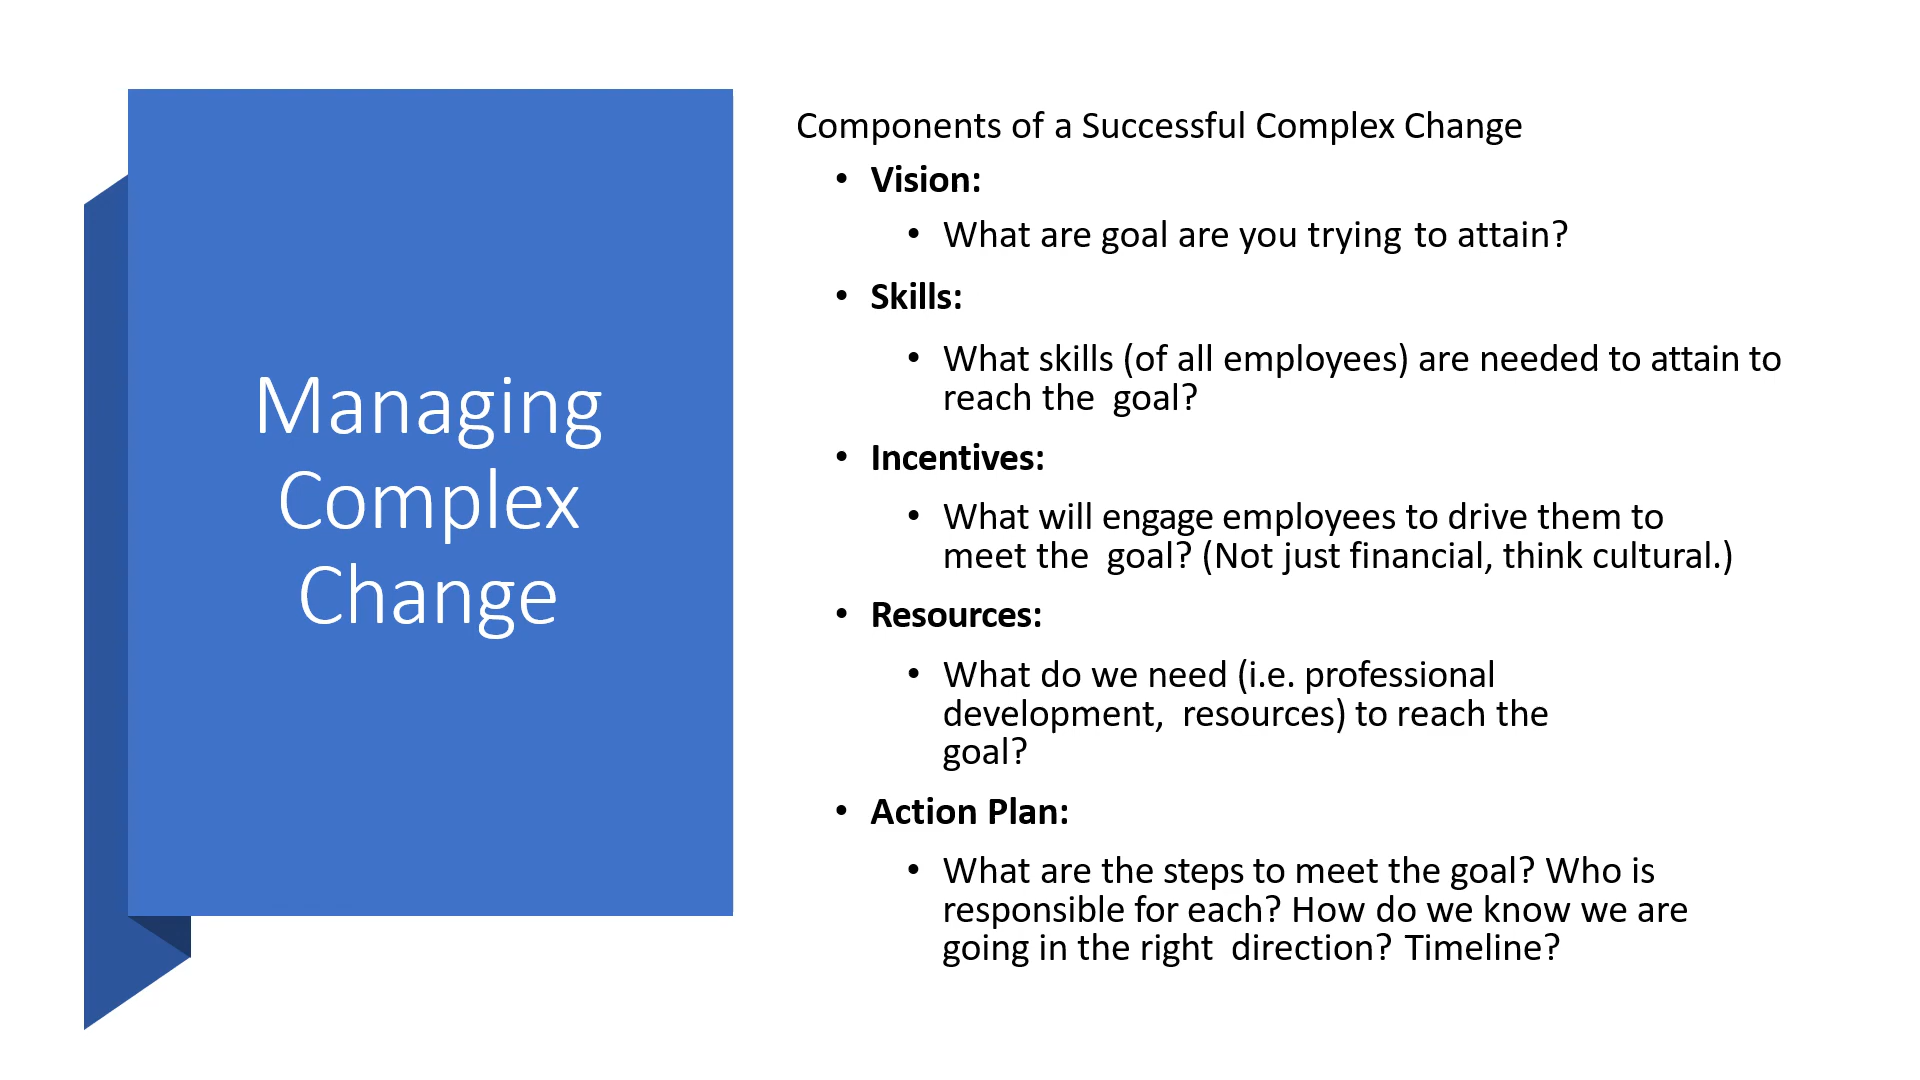 Managing
Complex
Change
Components of a Successful Complex Change
• Vision:
• What are goal are you trying to attain?
• Skills:
• What skills (of all employees) are needed to attain to
reach the goal?
• Incentives:
• What will engage employees to drive them to
meet the goal? (Not just financial, think cultural.)
• Resources:
• What do we need (i.e. professional
development, resources) to reach the
goal?
• Action Plan:
• What are the steps to meet the goal? Who is
responsible for each? How do we know we are
going in the right direction? Timeline?